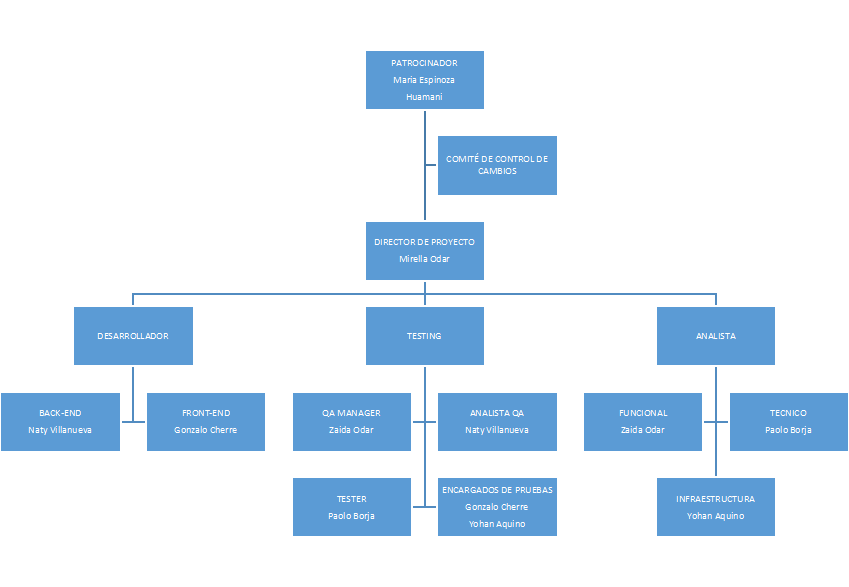 PATROCINADOR
Maria Espinoza
Huamani
COMITÉ DE CONTROL DE
CAMBIOS
DIRECTOR DE PROYECTO
Mirella Odar
DESARROLLADOR
TESTING
ANALISTA
BACK-END
Naty Villanueva
FRONT-END
Gonzalo Cherre
QA MANAGER
Zaida Odar
ANALISTA QA
Naty Villanueva
FUNCIONAL
Zaida Odar
TECNICO
Paolo Borja
TESTER
Paolo Borja
ENCARGADOS DE PRUEBAS
Gonzalo Cherre
Yohan Aquino
INFRAESTRUCTURA
Yohan Aquino